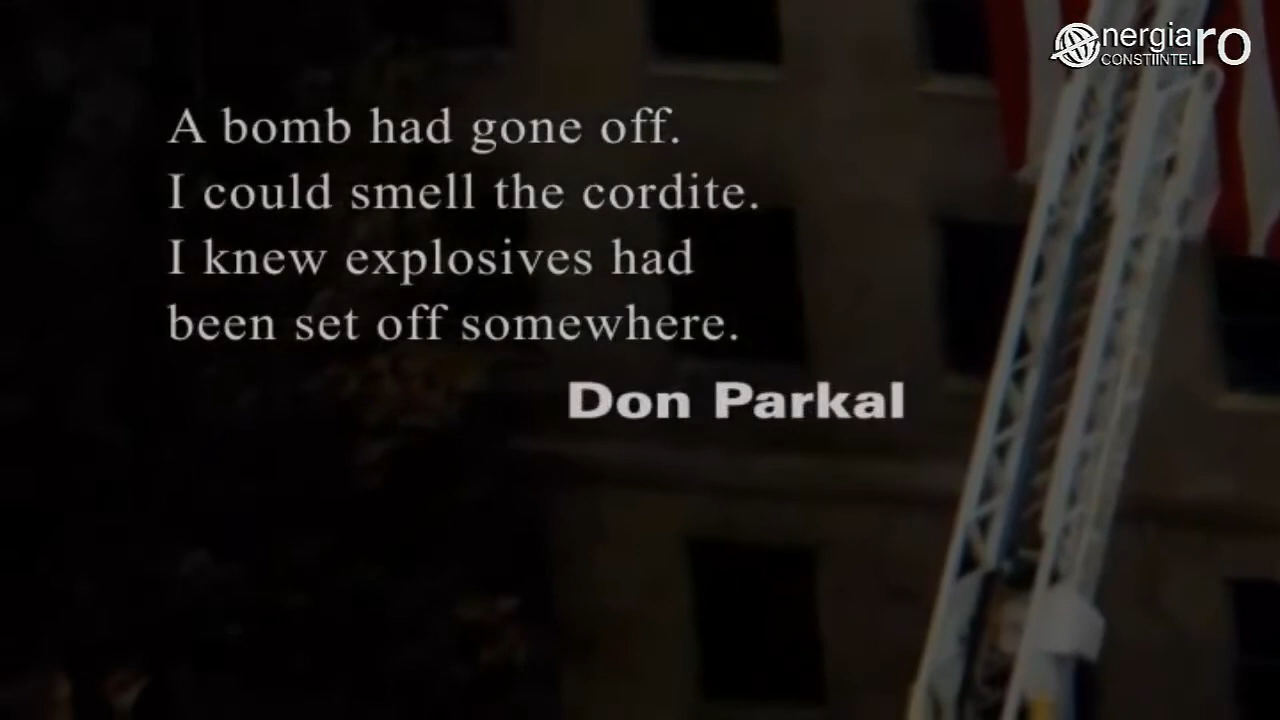 nergia
CONSTIINTEI.ro
A bomb had gone off.
I could smell the cordite.
I knew explosives had
been set off somewhere.
Don Parkal